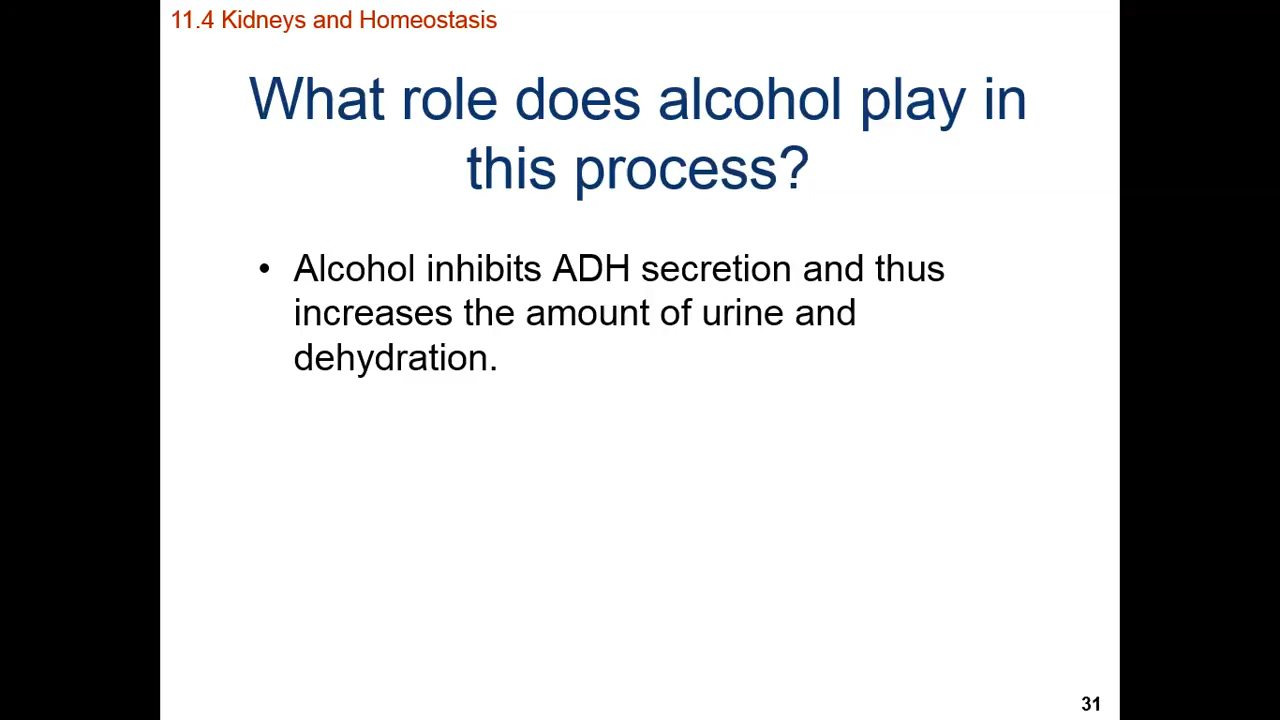 11.4 Kidneys and Homeostasis
What role does alcohol play in
this process?
• Alcohol inhibits ADH secretion and thus
increases the amount of urine and
dehydration.
31